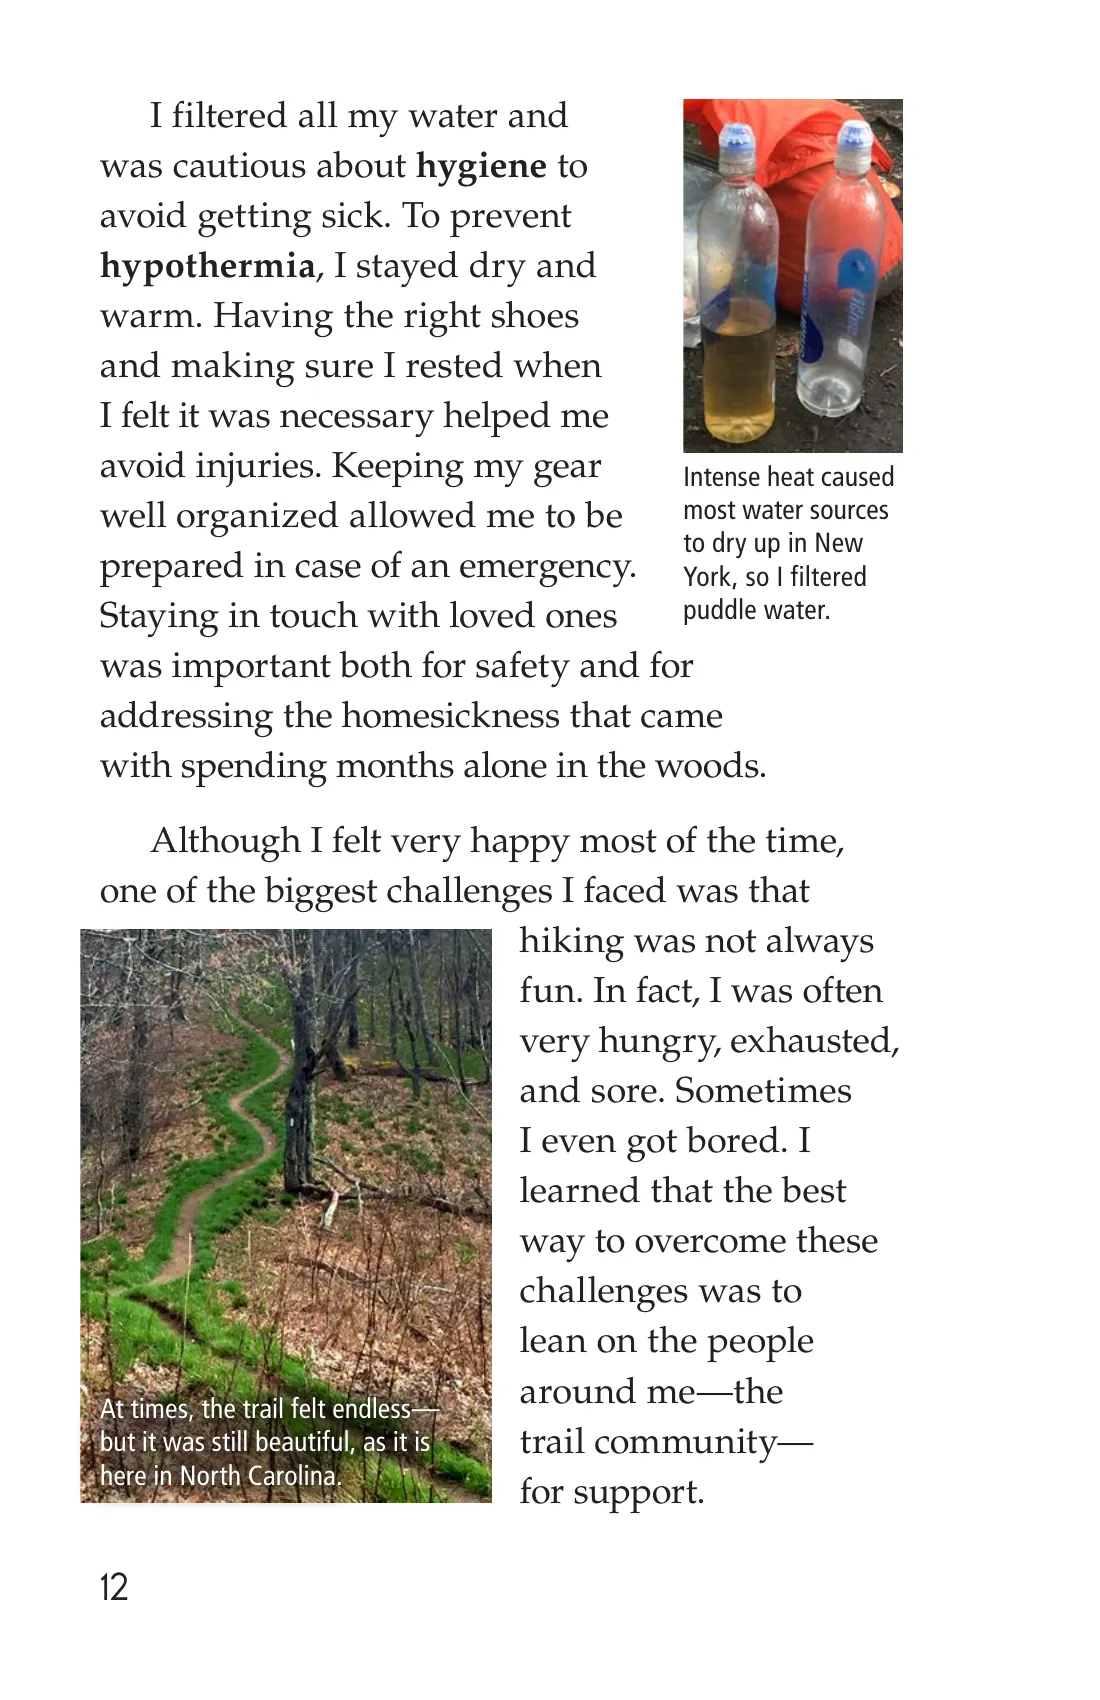 I filtered all my water and
was cautious about hygiene to
avoid getting sick. To prevent
hypothermia, I stayed dry and
warm. Having the right shoes
and making sure I rested when
I felt it was necessary helped me
avoid injuries. Keeping my gear
well organized allowed me to be
prepared in case of an emergency.
Staying in touch with loved ones
was important both for safety and for
addressing the homesickness that came
with spending months alone in the woods.
Intense heat caused
most water sources
to dry up in New
York, so I filtered
puddle water.
Although I felt very happy most of the time,
one of the biggest challenges I faced was that
hiking was not always
fun. In fact, I was often
very hungry, exhausted,
and sore. Sometimes
I even got bored. I
learned that the best
way to overcome these
challenges was to
lean on the people
around me—the
trail community—
for support.
At times, the trail felt endless—
but it was still beautiful, as it is
here in North Carolina.
12